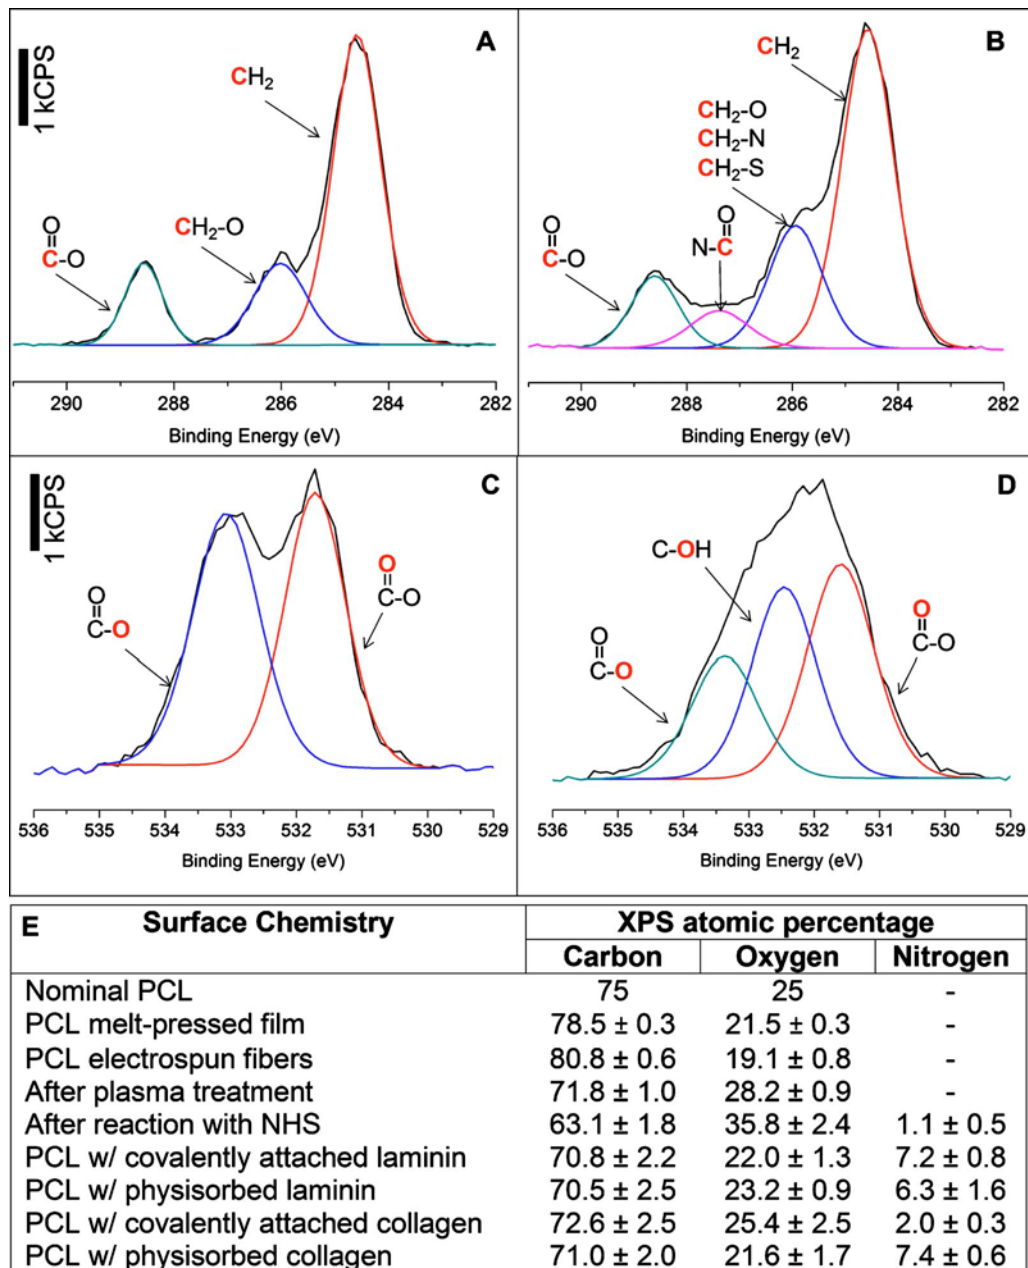 A
1 kCPS
CH2
CH2-O
O
C-O
290 288 286 284 282
Binding Energy (eV)
B
CH2
CH2-O
CH2-N
CH2-S
O
N-C
O
C-O
290 288 286 284 282
Binding Energy (eV)
C
1 kCPS
O
C-O
O
C-O
536 535 534 533 532 531 530 529
Binding Energy (eV)
D
C-OH
O
C-O
O
C-O
536 535 534 533 532 531 530 529
Binding Energy (eV)
E Surface Chemistry XPS atomic percentage
Carbon Oxygen Nitrogen
Nominal PCL 75 25 -
PCL melt-pressed film 78.5 ± 0.3 21.5 ± 0.3 -
PCL electrospun fibers 80.8 ± 0.6 19.1 ± 0.8 -
After plasma treatment 71.8 ± 1.0 28.2 ± 0.9 -
After reaction with NHS 63.1 ± 1.8 35.8 ± 2.4 1.1 ± 0.5
PCL w/ covalently attached laminin 70.8 ± 2.2 22.0 ± 1.3 7.2 ± 0.8
PCL w/ physisorbed laminin 70.5 ± 2.5 23.2 ± 0.9 6.3 ± 1.6
PCL w/ covalently attached collagen 72.6 ± 2.5 25.4 ± 2.5 2.0 ± 0.3
PCL w/ physisorbed collagen 71.0 ± 2.0 21.6 ± 1.7 7.4 ± 0.6